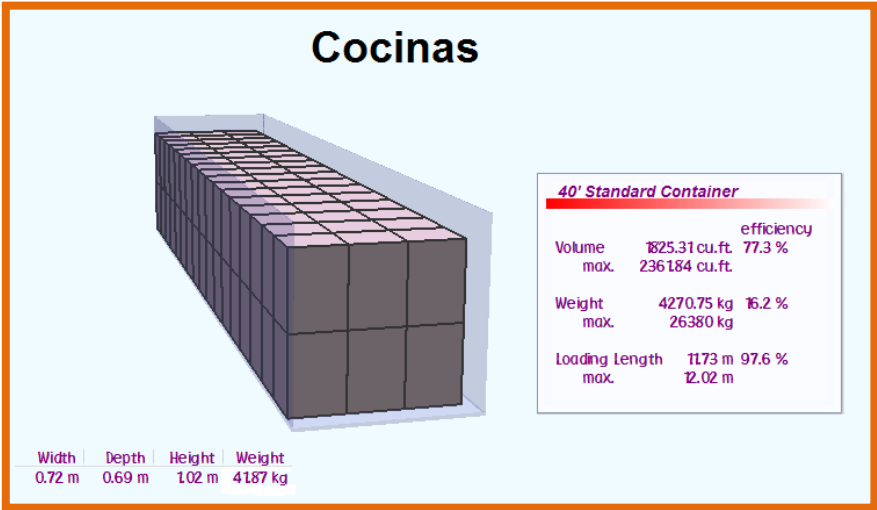 Cocinas
40' Standard Container
efficiency
Volume 1825.31 cu.ft. 77.3 %
max. 2361.84 cu.ft.
Weight 4270.75 kg 16.2 %
max. 26380 kg
Loading Length 11.73 m 97.6 %
max. 12.02 m
Width Depth Height Weight
0.72 m 0.69 m 1.02 m 41.87 kg